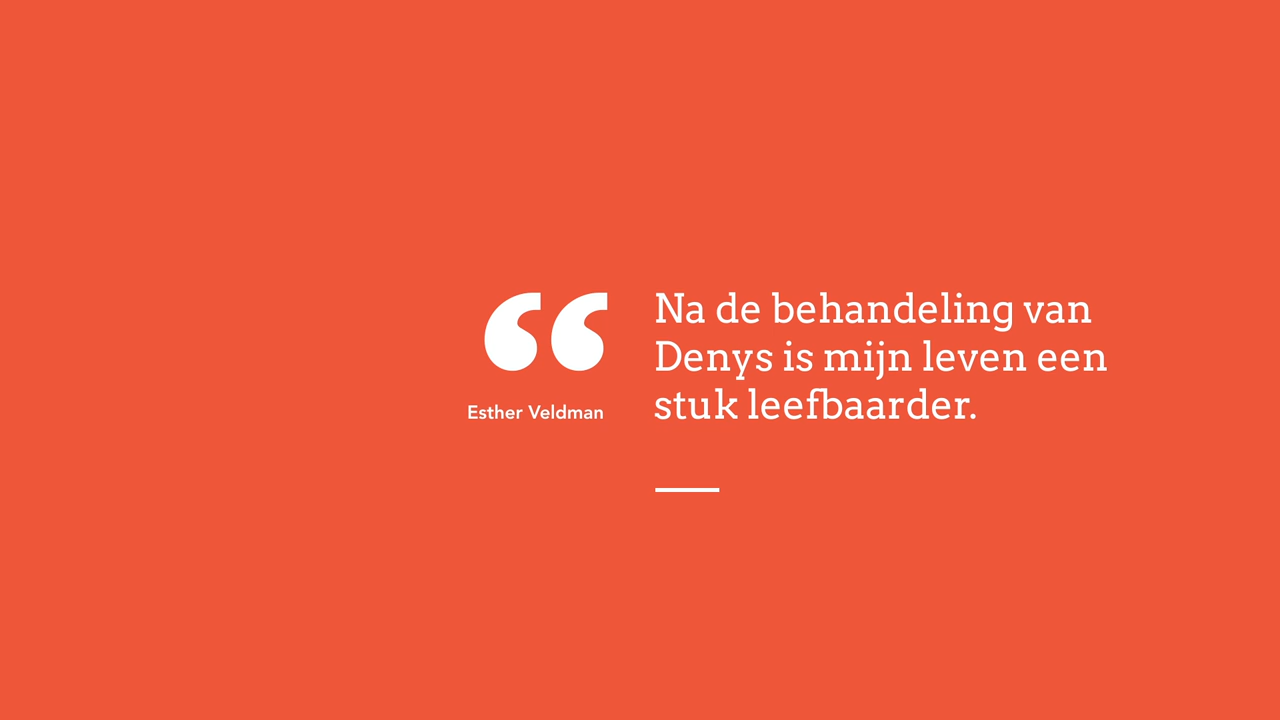 “
Esther Veldman
Na de behandeling van
Denys is mijn leven een
stuk leefbaarder.